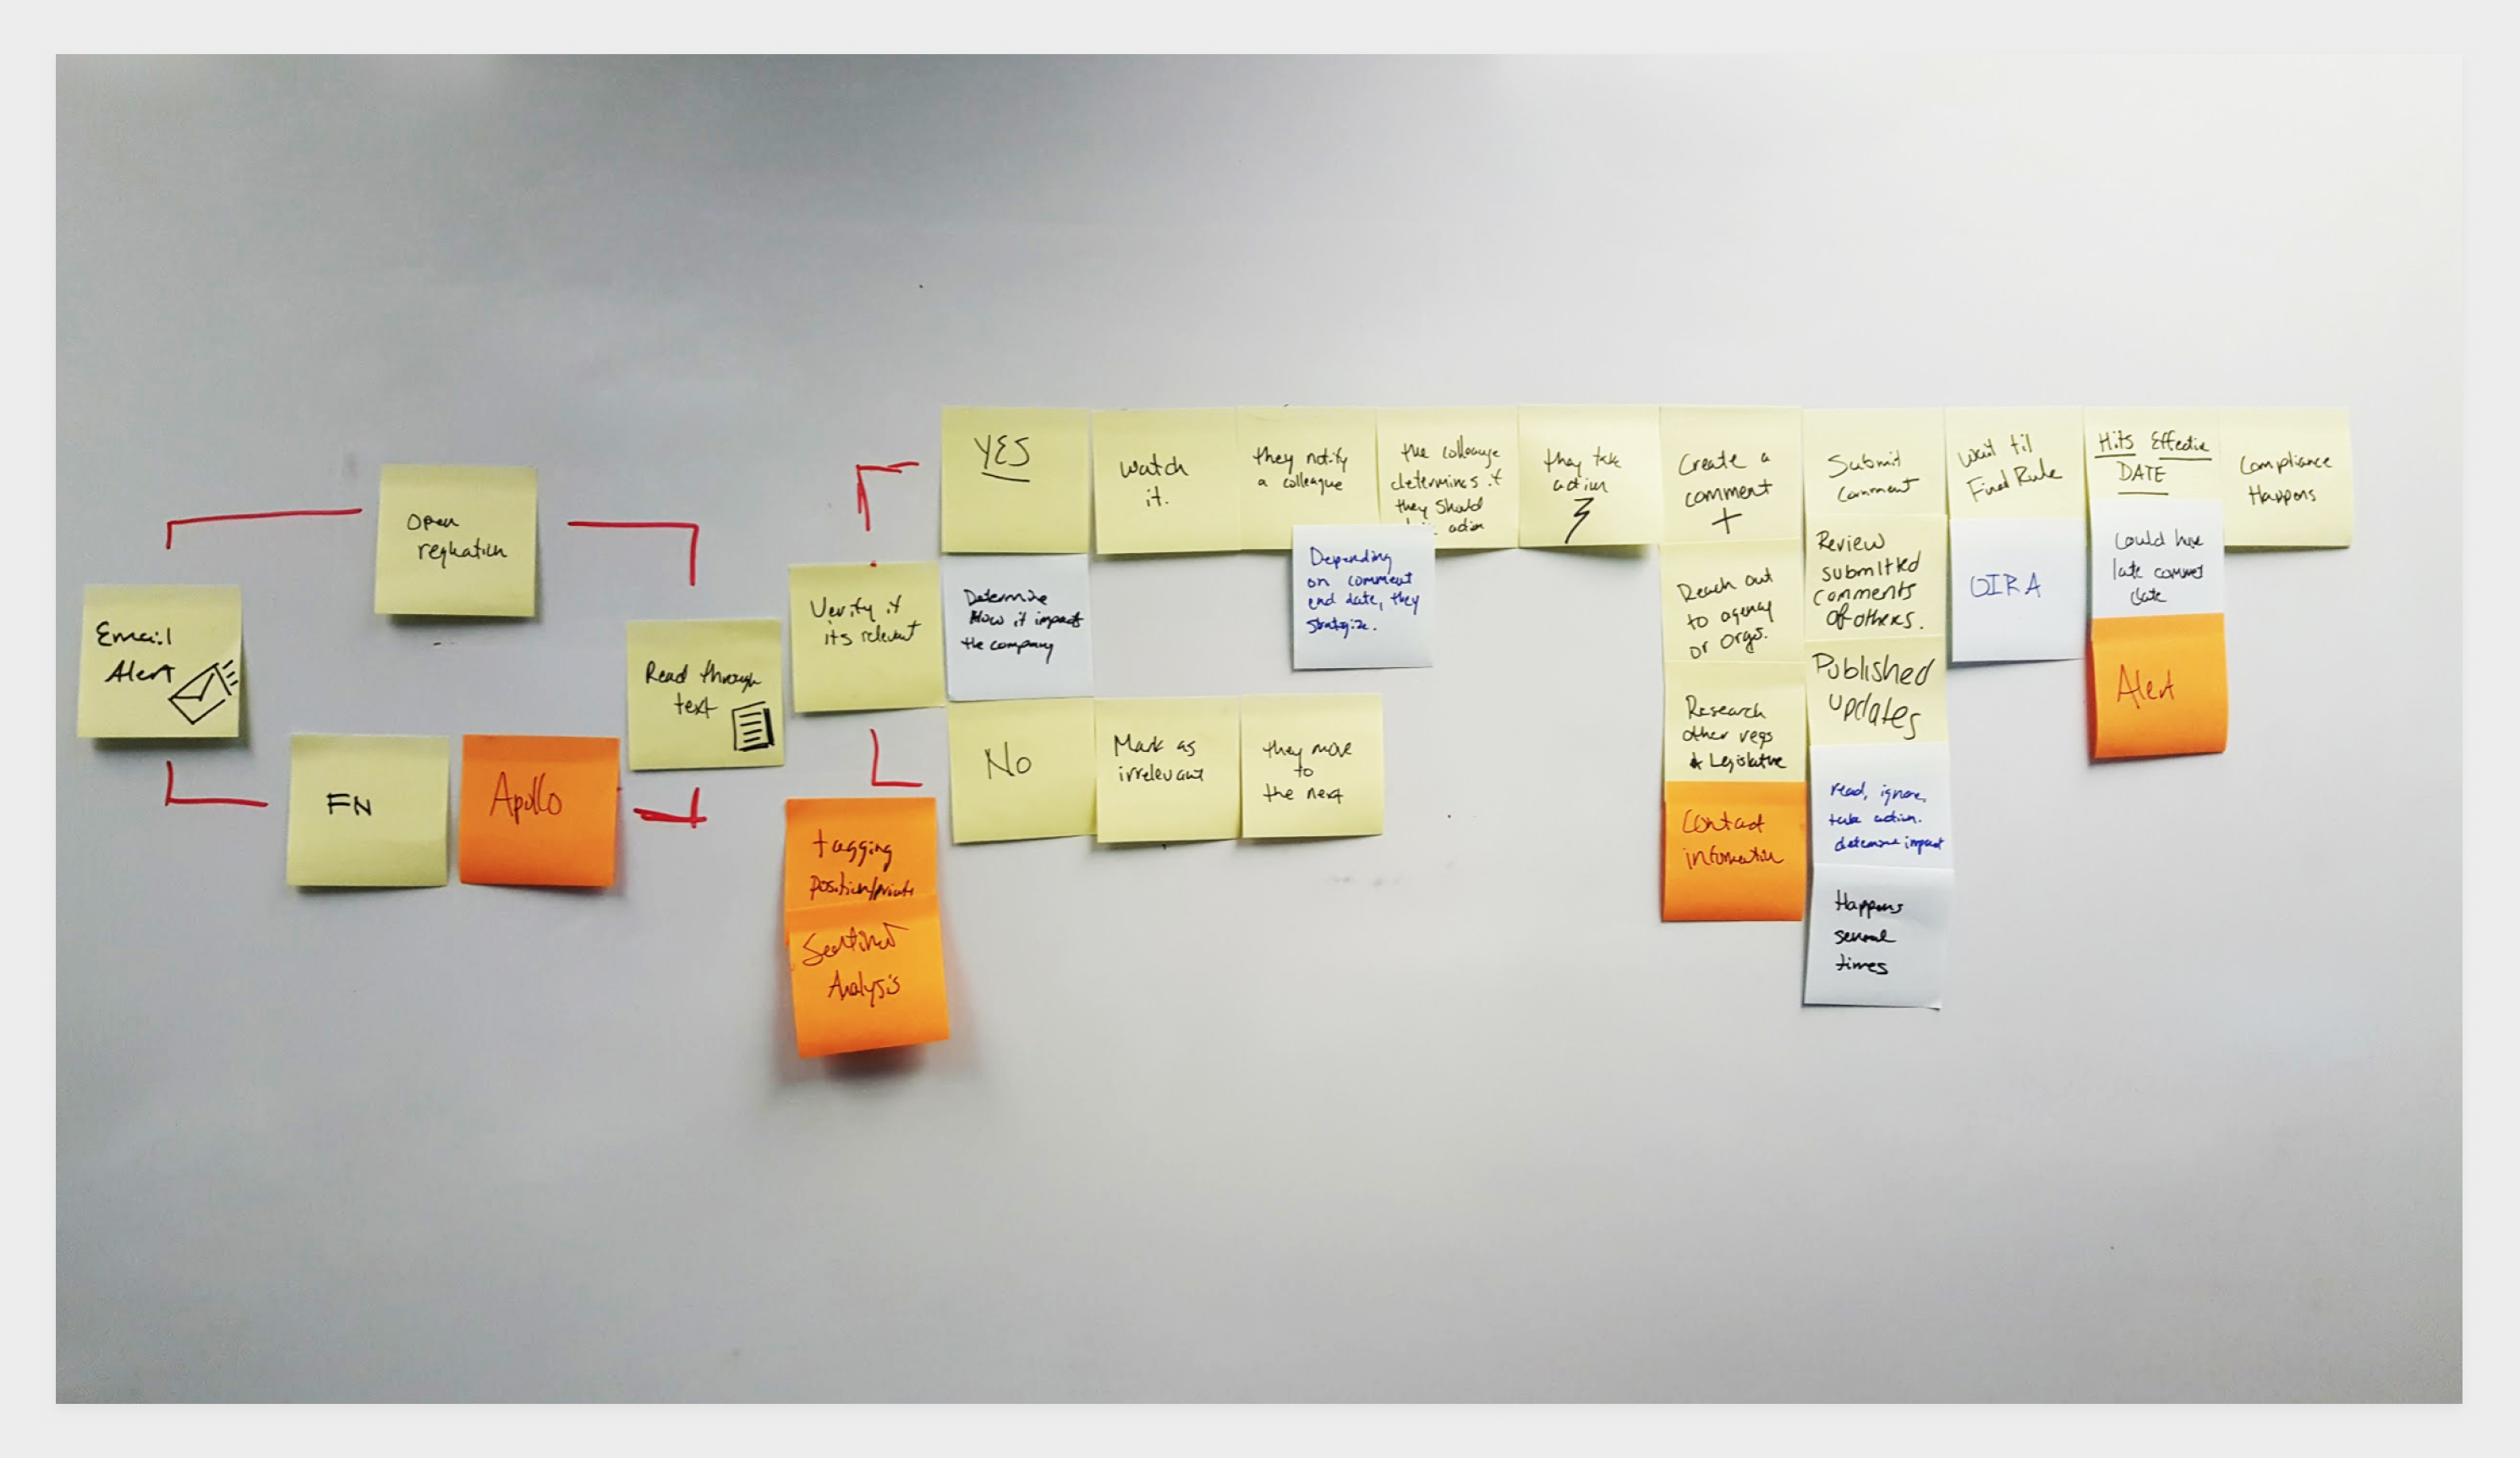 Email
Alert
Open
regulation
FN
Apollo
Read through
text
Verify if
its relevant
tagging
position/private
Sentiment
Analysis
YES
Determine
How it impacts
the company
No
Mark as
irrelevant
they move
to
the next
Watch
it.
they notify
a colleague
the colleague
determines if
they should
action
Depending
on comment
end date, they
strategize.
they take
action
Create a
comment
+
Reach out
to agency
or orgs.
Research
other regs
& Legislative
Contact
information
Submit
Comment
Review
submitted
comments
of others.
Published
updates
read, ignore,
take action.
determine impact
Happens
several
times
Wait til
Final Rule
OIRA
Hits Effective
DATE
Could have
late comment
date
Alert
Compliance
Happens